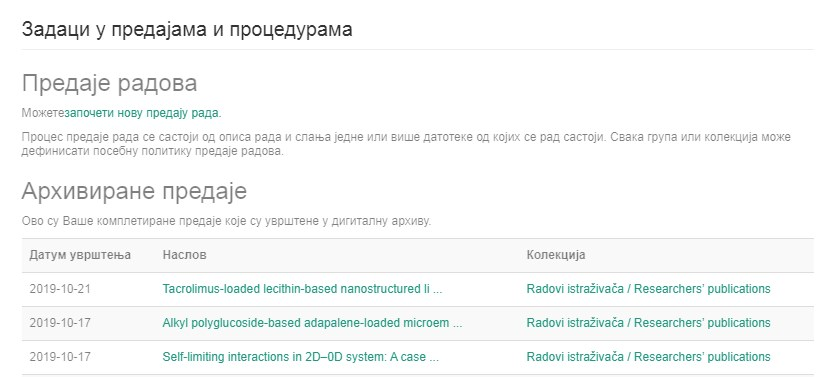 Задаци у предајама и процедурама
Предаје радова
Можетезапочети нову предају рада.
Процес предаје рада се састоји од описа рада и слања једне или више датотеке од којих се рад састоји. Свака група или колекција може
дефинисати посебну политику предаје радова.
Архивиране предаје
Ово су Ваше комплетиране предаје које су уврштене у дигиталну архиву.
Датум уврштења Наслов Колекција
2019-10-21 Tacrolimus-loaded lecithin-based nanostructured li ... Radovi istraživača / Researchers’ publications
2019-10-17 Alkyl polyglucoside-based adapalene-loaded microem ... Radovi istraživača / Researchers’ publications
2019-10-17 Self-limiting interactions in 2D–0D system: A case ... Radovi istraživača / Researchers’ publications